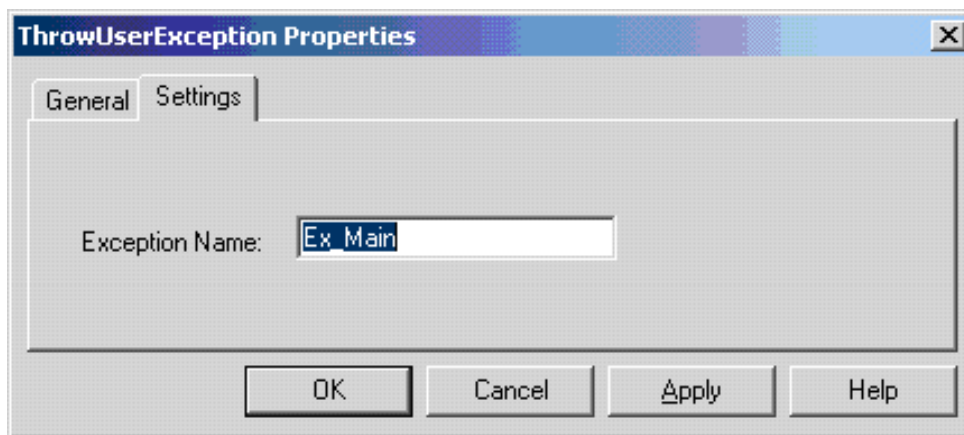 ThrowUserException Properties
General Settings
Exception Name: Ex_Main
OK Cancel Apply Help